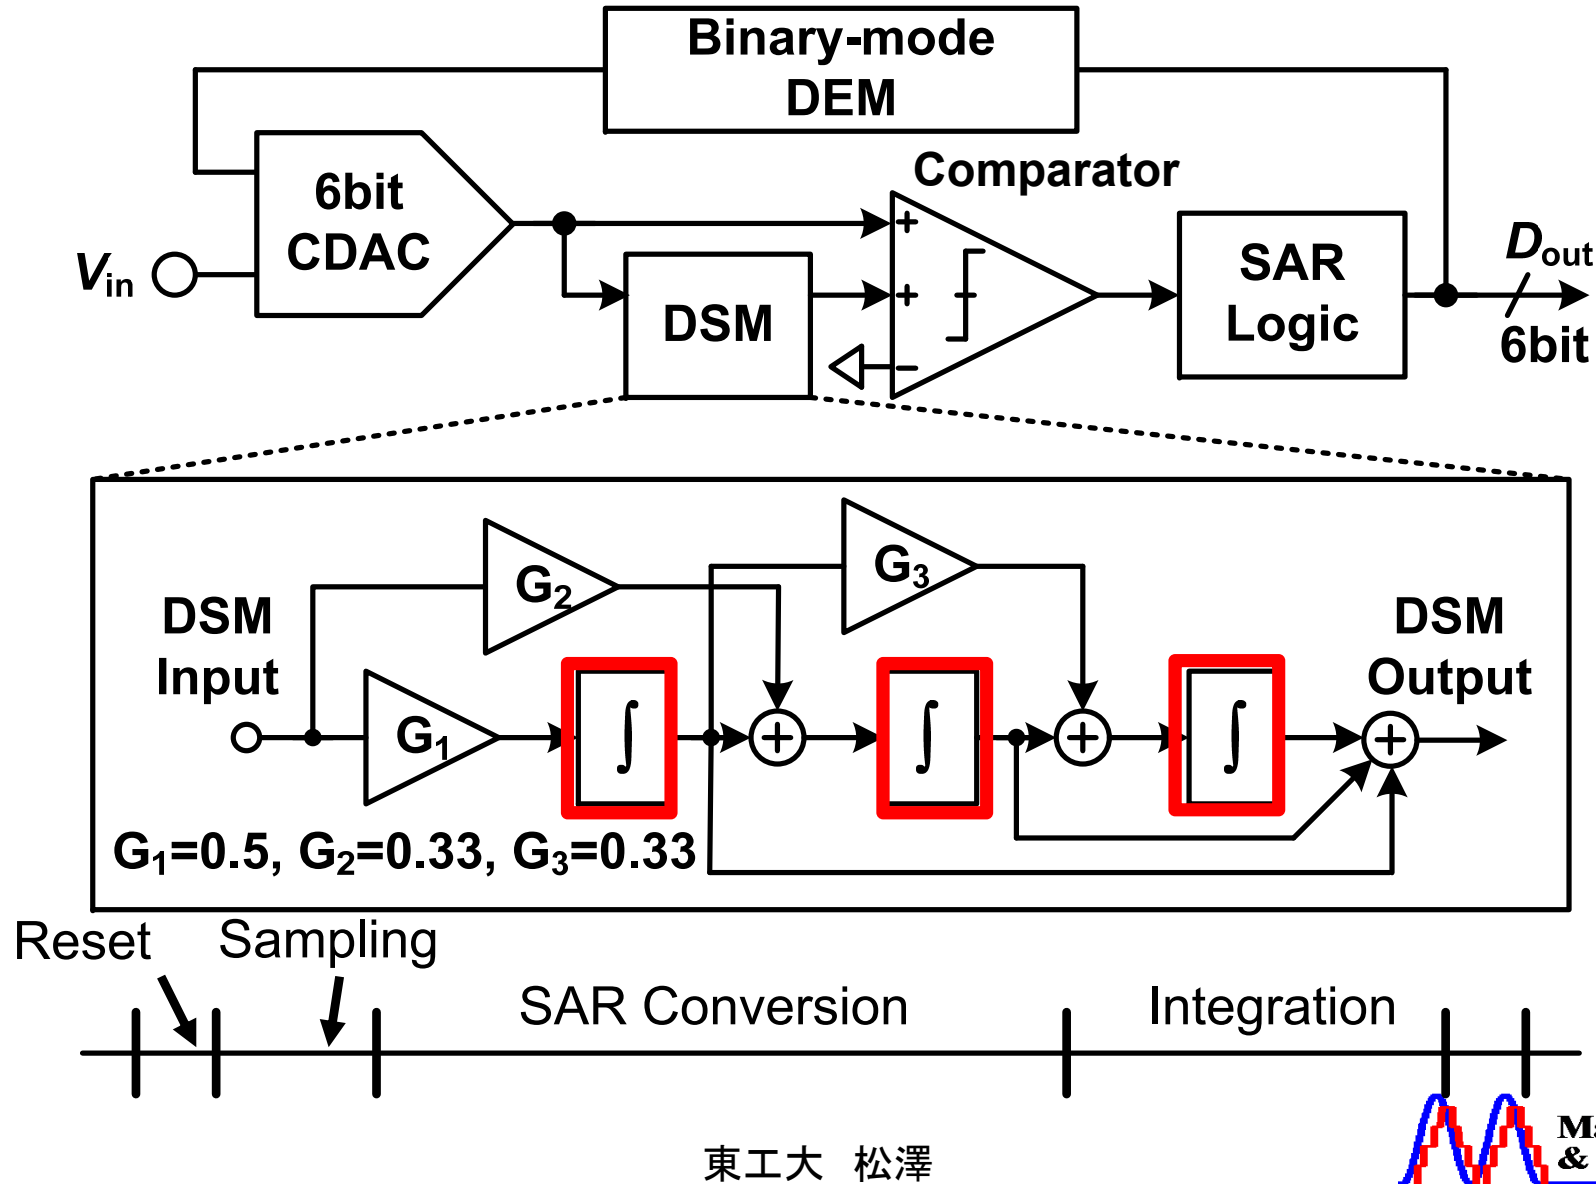 Binary-mode
DEM
6bit
CDAC
Comparator
Vin
DSM
+
+
−
SAR
Logic
Dout
6bit
G2
G3
DSM
Input
G1
∫
+
∫
+
∫
DSM
Output
+
G1=0.5, G2=0.33, G3=0.33
Reset
Sampling
SAR Conversion
Integration
東工大 松澤
&